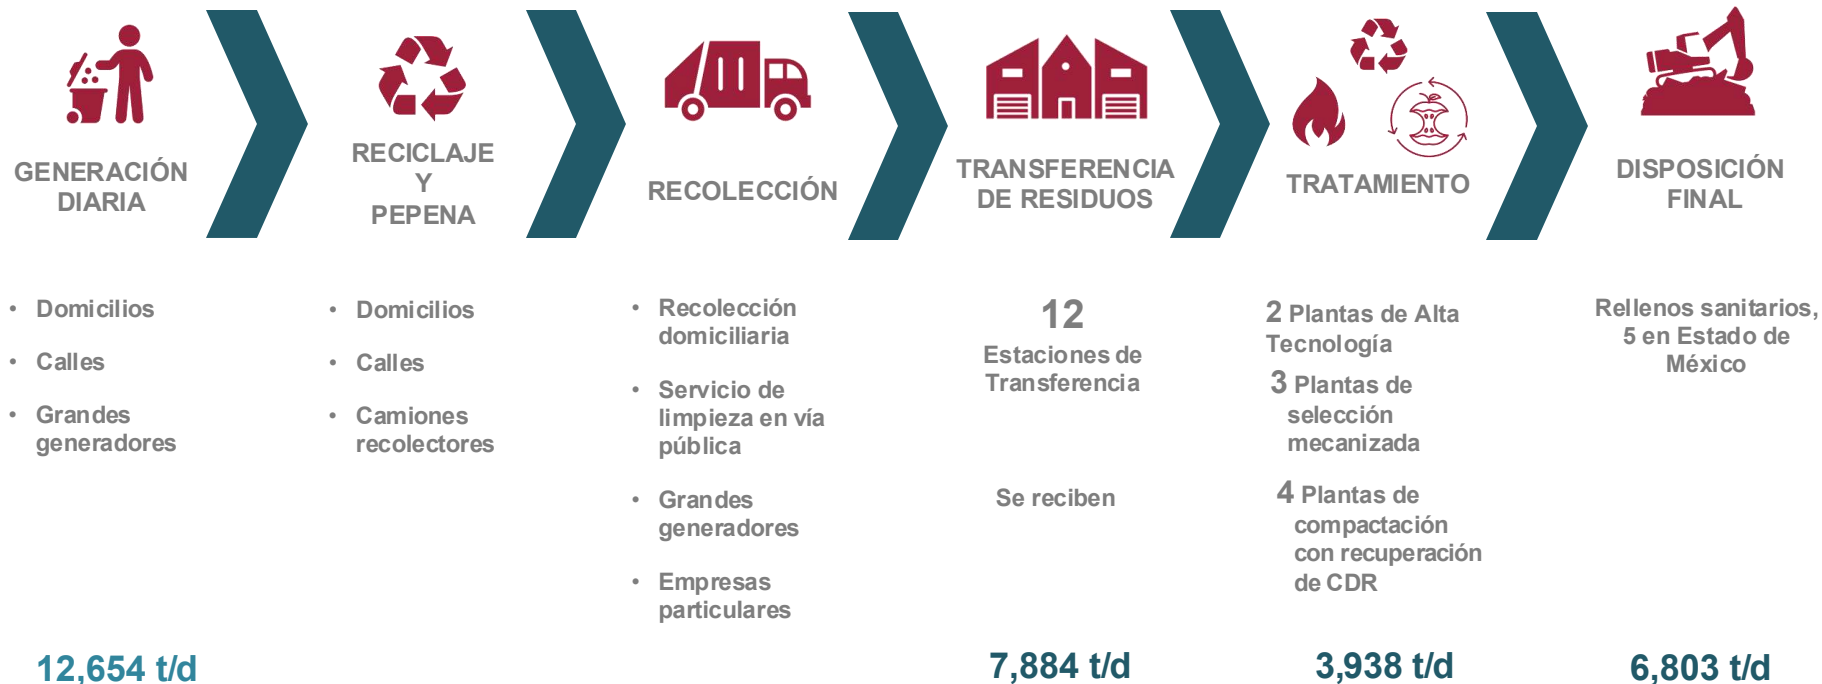 GENERACIÓN
DIARIA
RECICLAJE
Y
PEPENA
RECOLECCIÓN
TRANSFERENCIA
DE RESIDUOS
TRATAMIENTO
DISPOSICIÓN
FINAL
• Domicilios
• Calles
• Grandes
generadores
12,654 t/d
• Domicilios
• Calles
• Camiones
recolectores
• Recolección
domiciliaria
• Servicio de
limpieza en vía
pública
• Grandes
generadores
• Empresas
particulares
12
Estaciones de
Transferencia
Se reciben
7,884 t/d
2 Plantas de Alta
Tecnología
3 Plantas de
selección
mecanizada
4 Plantas de
compactación
con recuperación
de CDR
3,938 t/d
Rellenos sanitarios,
5 en Estado de
México
6,803 t/d